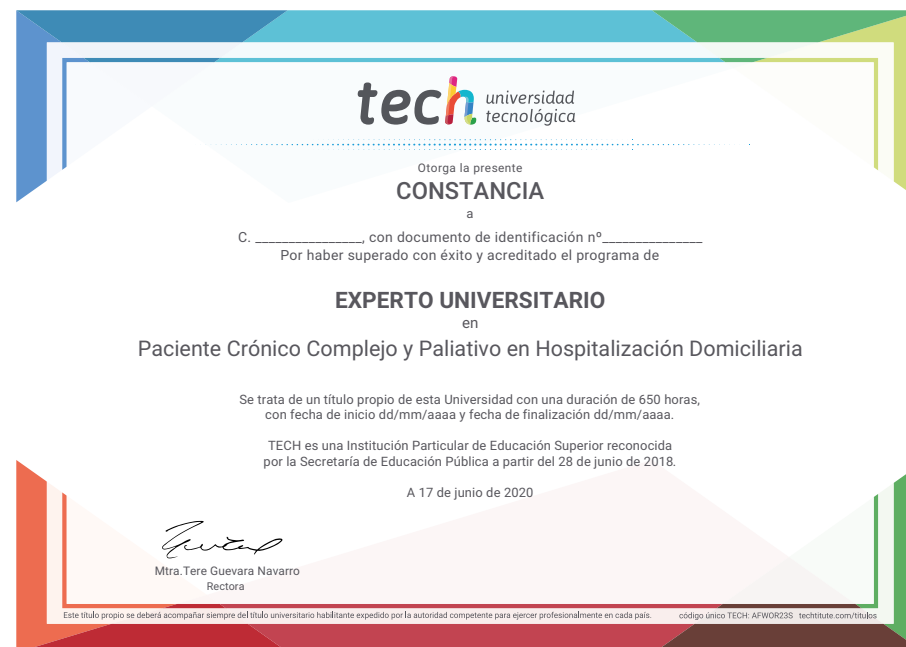 tech universidad
tecnológica
Otorga la presente
CONSTANCIA
a
C. ________________, con documento de identificación nº_______________
Por haber superado con éxito y acreditado el programa de
EXPERTO UNIVERSITARIO
en
Paciente Crónico Complejo y Paliativo en Hospitalización Domiciliaria
Se trata de un título propio de esta Universidad con una duración de 650 horas,
con fecha de inicio dd/mm/aaaa y fecha de finalización dd/mm/aaaa.
TECH es una Institución Particular de Educación Superior reconocida
por la Secretaría de Educación Pública a partir del 28 de junio de 2018.
A 17 de junio de 2020
Mtra.Tere Guevara Navarro
Rectora
Este título propio se deberá acompañar siempre del título universitario habilitante expedido por la autoridad competente para ejercer profesionalmente en cada país. código único TECH: AFWOR23S techtitute.com/titulos